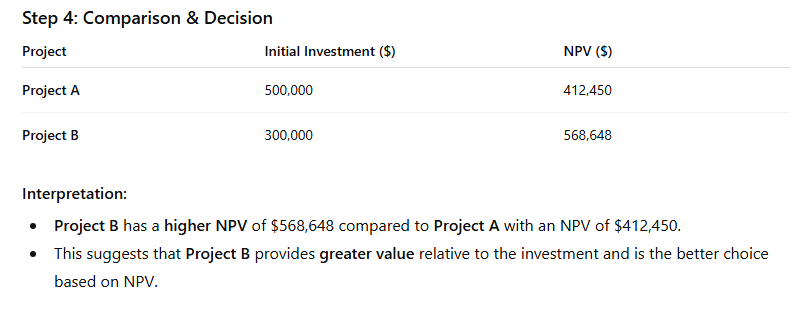 Step 4: Comparison & Decision
Project Initial Investment ($) NPV ($)
Project A 500,000 412,450
Project B 300,000 568,648
Interpretation:
• Project B has a higher NPV of $568,648 compared to Project A with an NPV of $412,450.
• This suggests that Project B provides greater value relative to the investment and is the better choice
based on NPV.